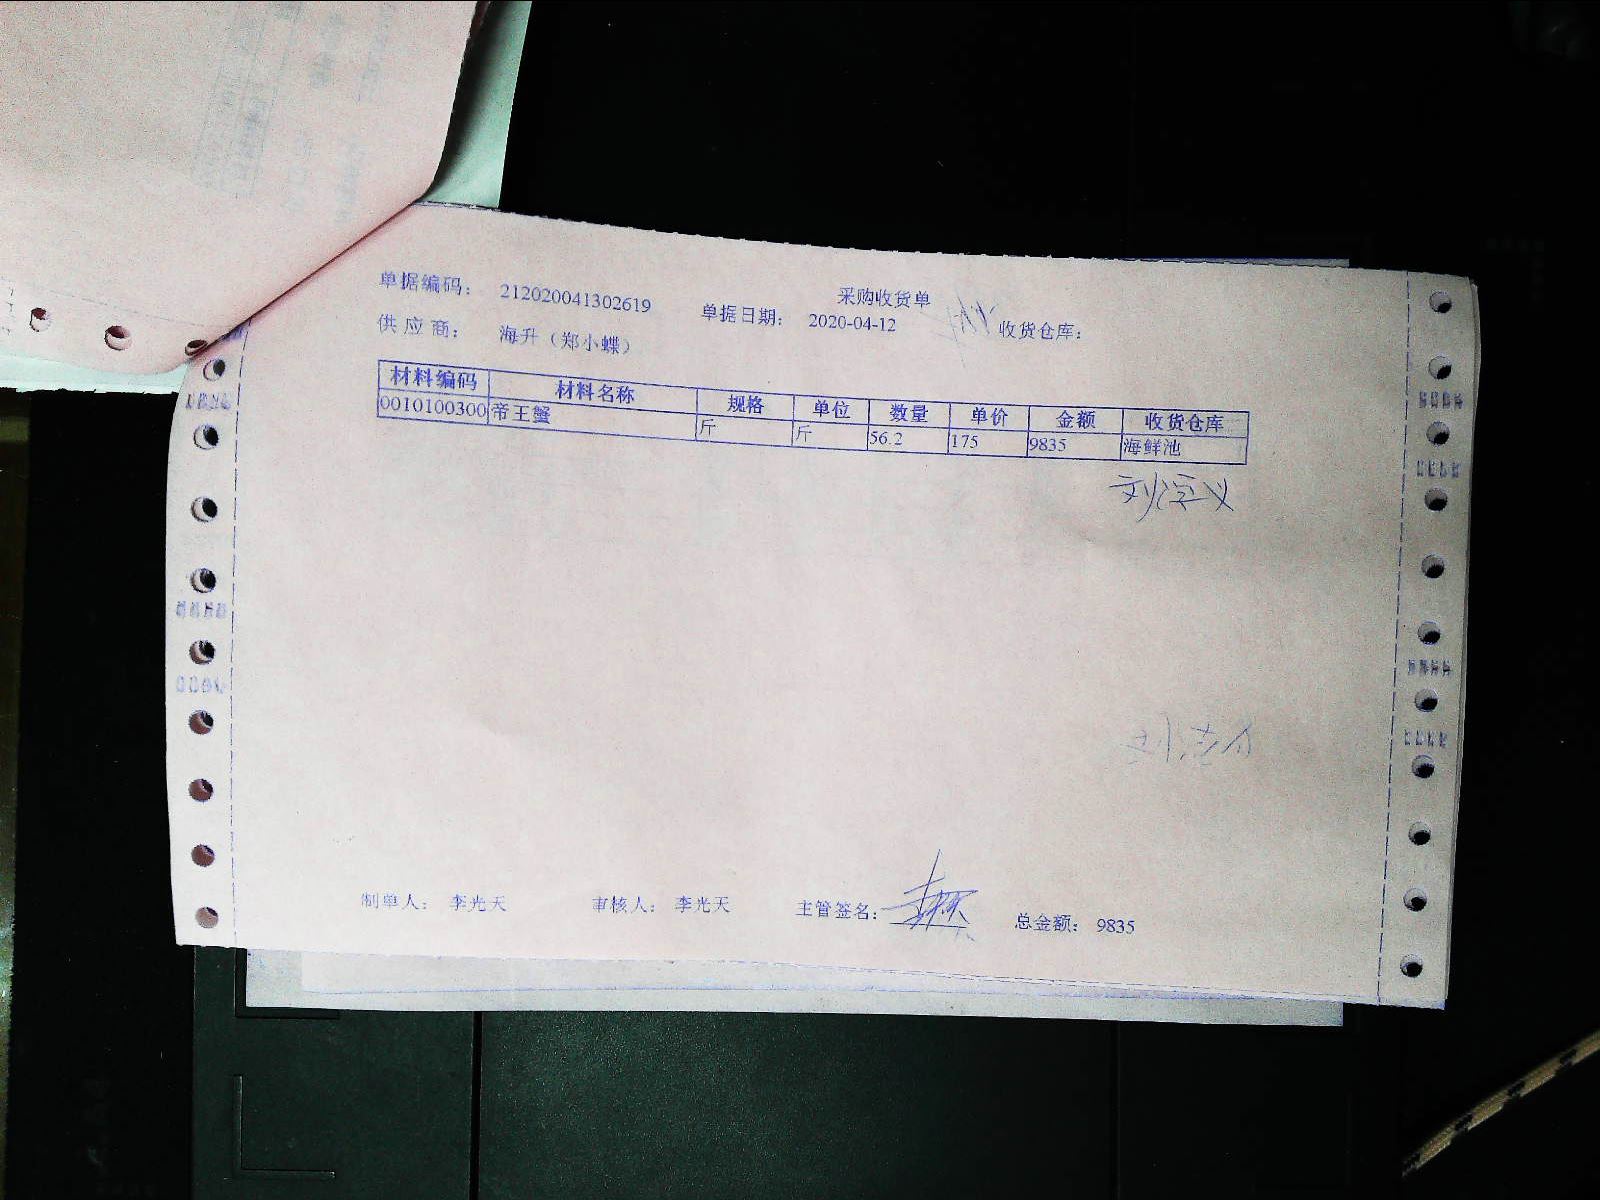 采购收货单
单据编码： 212020041302619 单据日期： 2020-04-12 收货仓库：
供 应 商： 海升（郑小蝶）
材料编码 材料名称 规格 单位 数量 单价 金额 收货仓库
0010100300 帝王蟹 斤 斤 56.2 175 9835 海鲜池
制单人： 李光天 审核人： 李光天 主管签名： 总金额： 9835